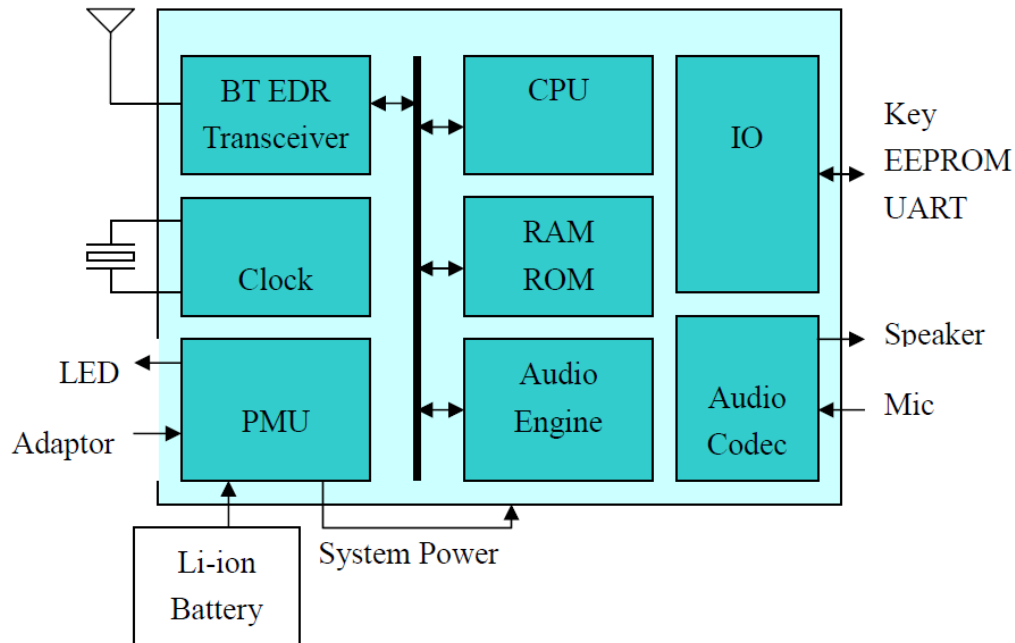 BT EDR
Transceiver
CPU
IO
Key
EEPROM
UART
Clock
RAM
ROM
LED
Adaptor
PMU
Audio
Engine
Audio
Codec
Speaker
Mic
Li-ion
Battery
System Power